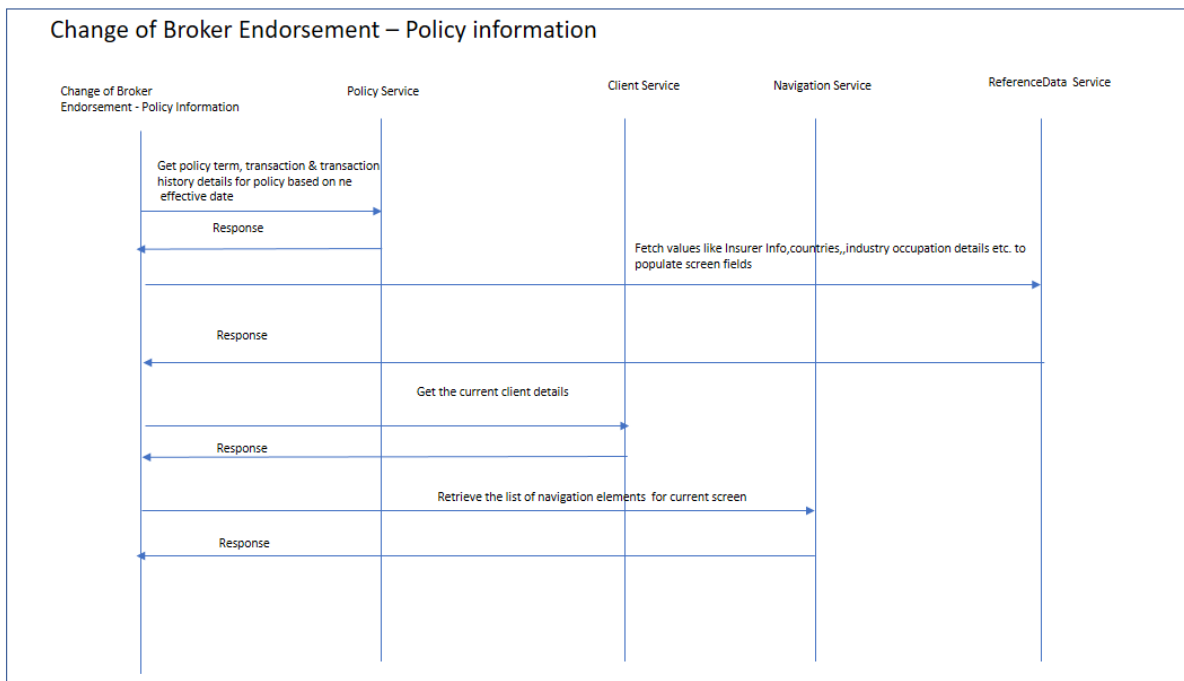 Change of Broker Endorsement – Policy information
Change of Broker
Endorsement - Policy Information
Policy Service
Client Service
Navigation Service
ReferenceData Service
Get policy term, transaction & transaction
history details for policy based on ne
effective date
Response
Fetch values like Insurer Info,countries,,industry occupation details etc. to
populate screen fields
Response
Get the current client details
Response
Retrieve the list of navigation elements for current screen
Response